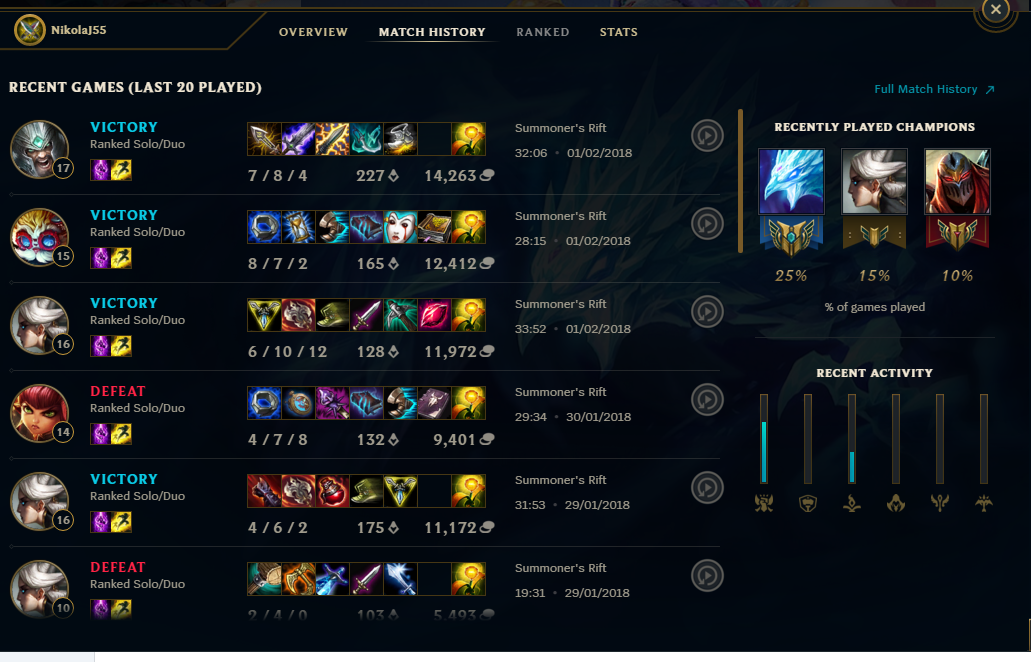 NikolaJ55
OVERVIEW
MATCH HISTORY
RANKED
STATS
RECENT GAMES (LAST 20 PLAYED)
Full Match History
VICTORY
Ranked Solo/Duo
17
7 / 8 / 4
227
14,263
Summoner's Rift
32:06 • 01/02/2018
VICTORY
Ranked Solo/Duo
15
8 / 7 / 2
165
12,412
Summoner's Rift
28:15 • 01/02/2018
VICTORY
Ranked Solo/Duo
16
6 / 10 / 12
128
11,972
Summoner's Rift
33:52 • 01/02/2018
DEFEAT
Ranked Solo/Duo
14
4 / 7 / 8
132
9,401
Summoner's Rift
29:34 • 30/01/2018
VICTORY
Ranked Solo/Duo
16
4 / 6 / 2
175
11,172
Summoner's Rift
31:53 • 29/01/2018
DEFEAT
Ranked Solo/Duo
10
2 / 4 / 0
103
5,493
Summoner's Rift
19:31 • 29/01/2018
RECENTLY PLAYED CHAMPIONS
25%
15%
10%
% of games played
RECENT ACTIVITY